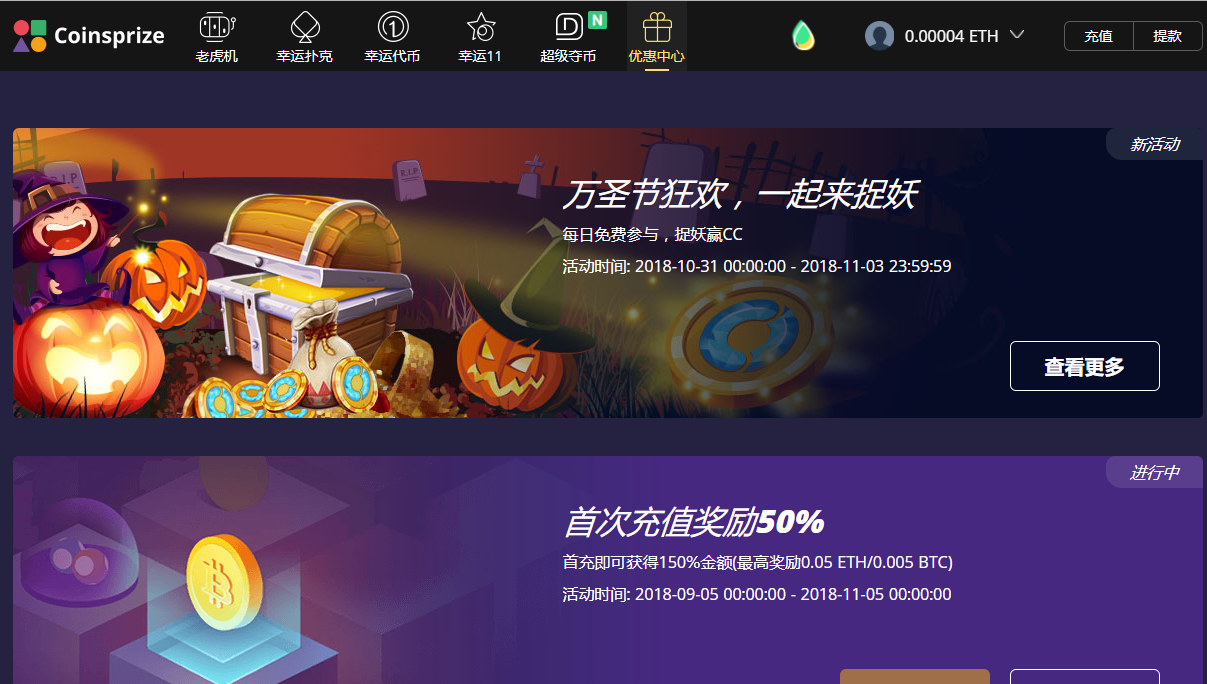 Coinsprize
老虎机
幸运扑克
幸运代币
幸运11
N
超级夺币
优惠中心
0.00004 ETH
充值
提款
新活动
R.I.P
R.I.P
万圣节狂欢，一起来捉妖
每日免费参与，捉妖赢CC
活动时间: 2018-10-31 00:00:00 - 2018-11-03 23:59:59
查看更多
进行中
首次充值奖励50%
首充即可获得150%金额(最高奖励0.05 ETH/0.005 BTC)
活动时间: 2018-09-05 00:00:00 - 2018-11-05 00:00:00